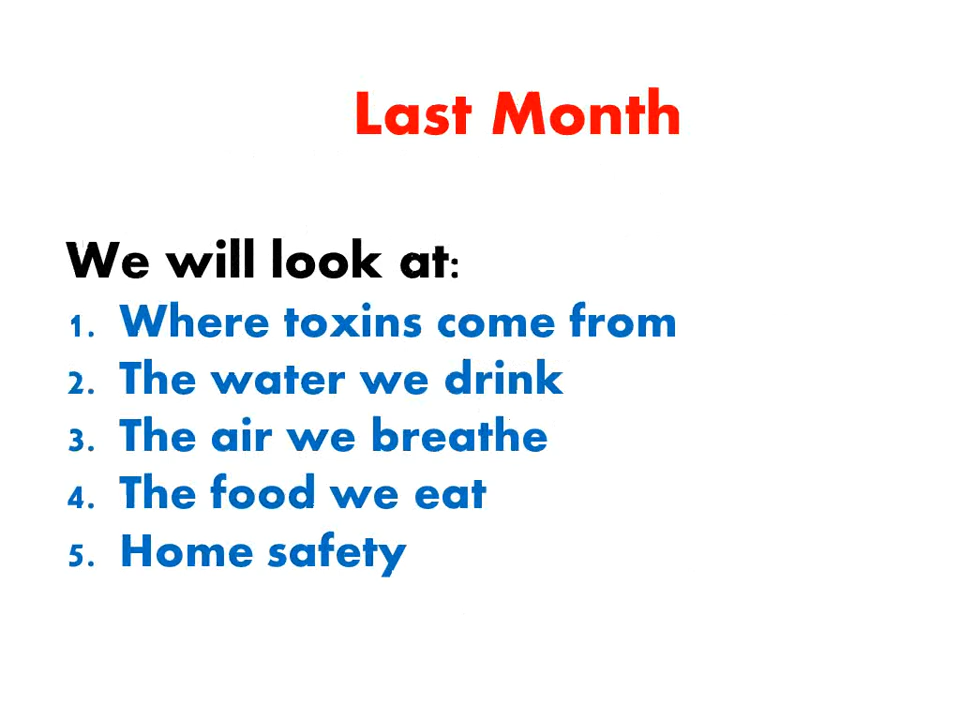 Last Month
We will look at:
1. Where toxins come from
2. The water we drink
3. The air we breathe
4. The food we eat
5. Home safety